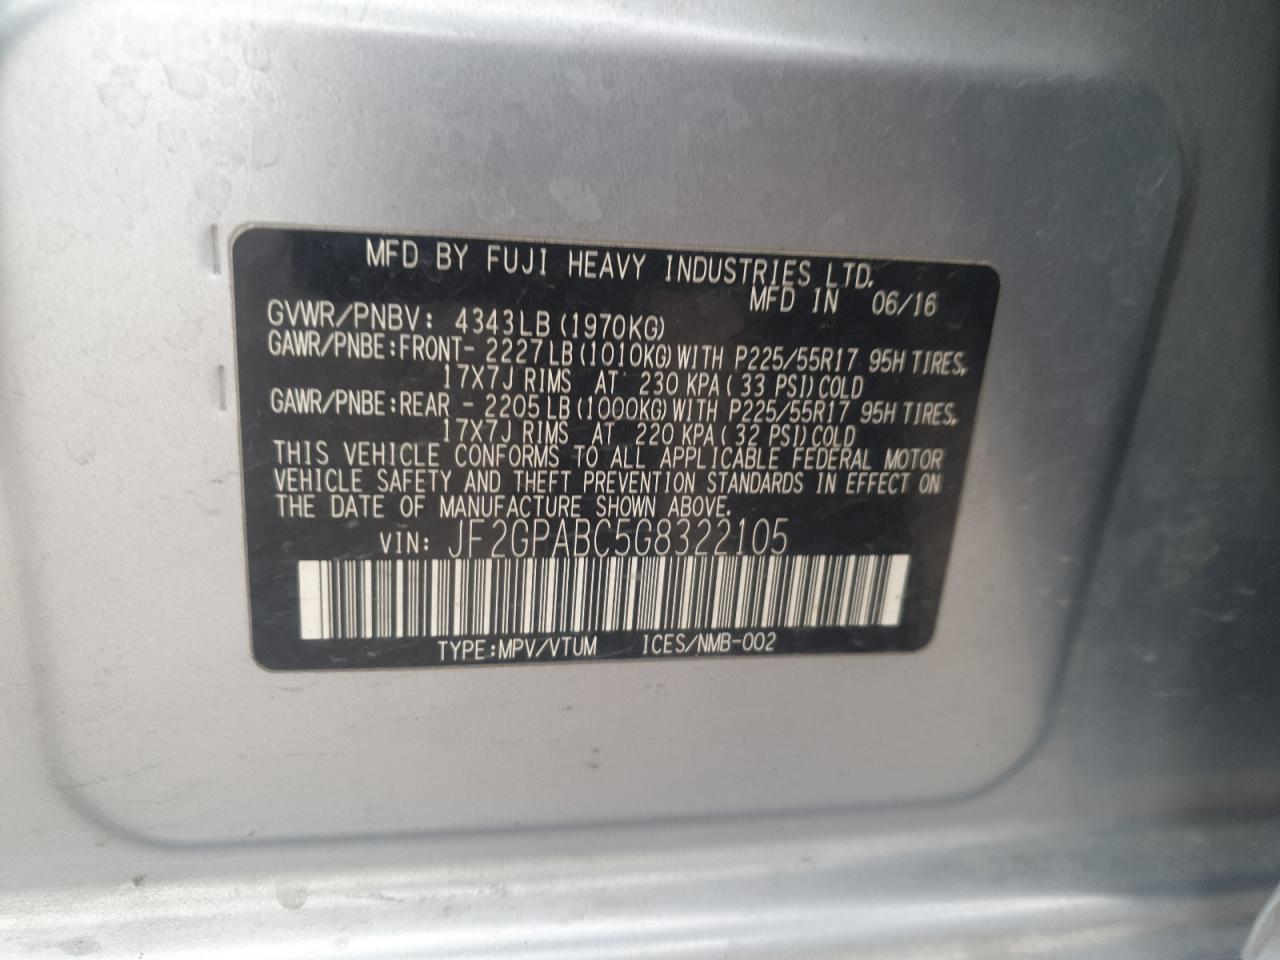 MFD BY FUJI HEAVY INDUSTRIES LTD.
MFD IN 06/16
GVWR/PNBV: 4343LB (1970KG)
GAWR/PNBE:FRONT- 2227LB (1010KG) WITH P225/55R17 95H TIRES,
17X7J RIMS AT 230 KPA ( 33 PSI) COLD
GAWR/PNBE:REAR - 2205LB (1000KG) WITH P225/55R17 95H TIRES,
17X7J RIMS AT 220 KPA ( 32 PSI) COLD
THIS VEHICLE CONFORMS TO ALL APPLICABLE FEDERAL MOTOR
VEHICLE SAFETY AND THEFT PREVENTION STANDARDS IN EFFECT ON
THE DATE OF MANUFACTURE SHOWN ABOVE.
VIN: JF2GPABC5G8322105
TYPE:MPV/VTUM ICES/NMB-002